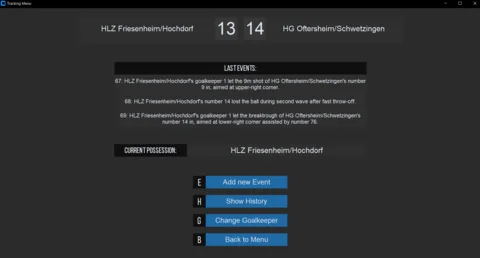 Tracking Menu
HLZ Friesenheim/Hochdorf 13 14 HG Oftersheim/Schwetzingen
LAST EVENTS:
67: HLZ Friesenheim/Hochdorf's goalkeeper 1 let the 9m shot of HG Oftersheim/Schwetzingen's number
9 in, aimed at upper-right corner.
68: HLZ Friesenheim/Hochdorf's number 14 lost the ball during second wave after fast throw-off.
69: HLZ Friesenheim/Hochdorf's goalkeeper 1 let the breaktrough of HG Oftersheim/Schwetzingen's
number 14 in, aimed at lower-right corner assisted by number 76.
CURRENT POSSESSION: HLZ Friesenheim/Hochdorf
E Add new Event
H Show History
G Change Goalkeeper
B Back to Menu